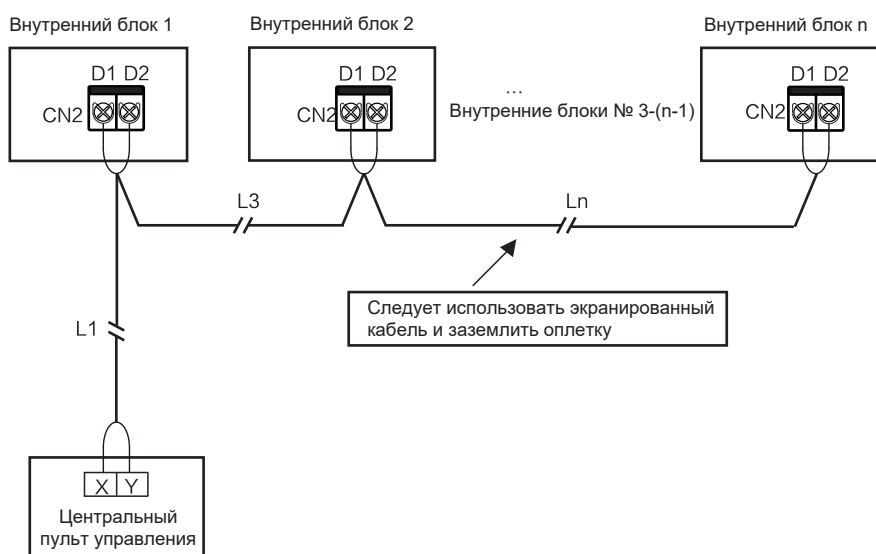 Внутренний блок 1
Внутренний блок 2
Внутренний блок n
D1 D2
D1 D2
D1 D2
CN2
CN2
CN2
...
Внутренние блоки № 3-(n-1)
L3
Ln
Следует использовать экранированный
кабель и заземлить оплетку
L1
X Y
Центральный
пульт управления